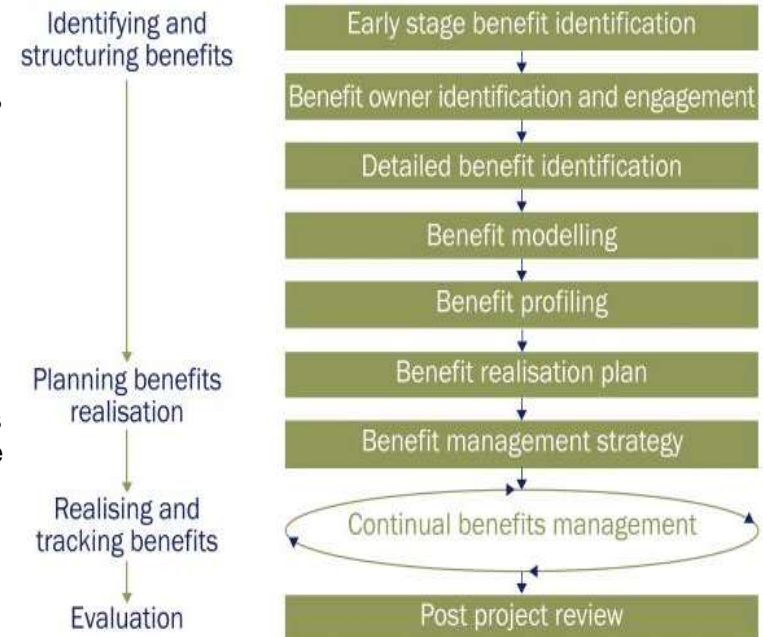 Identifying and
structuring benefits
Early stage benefit identification
Benefit owner identification and engagement
Detailed benefit identification
Benefit modelling
Benefit profiling
Planning benefits
realisation
Benefit realisation plan
Benefit management strategy
Realising and
tracking benefits
Continual benefits management
Evaluation
Post project review